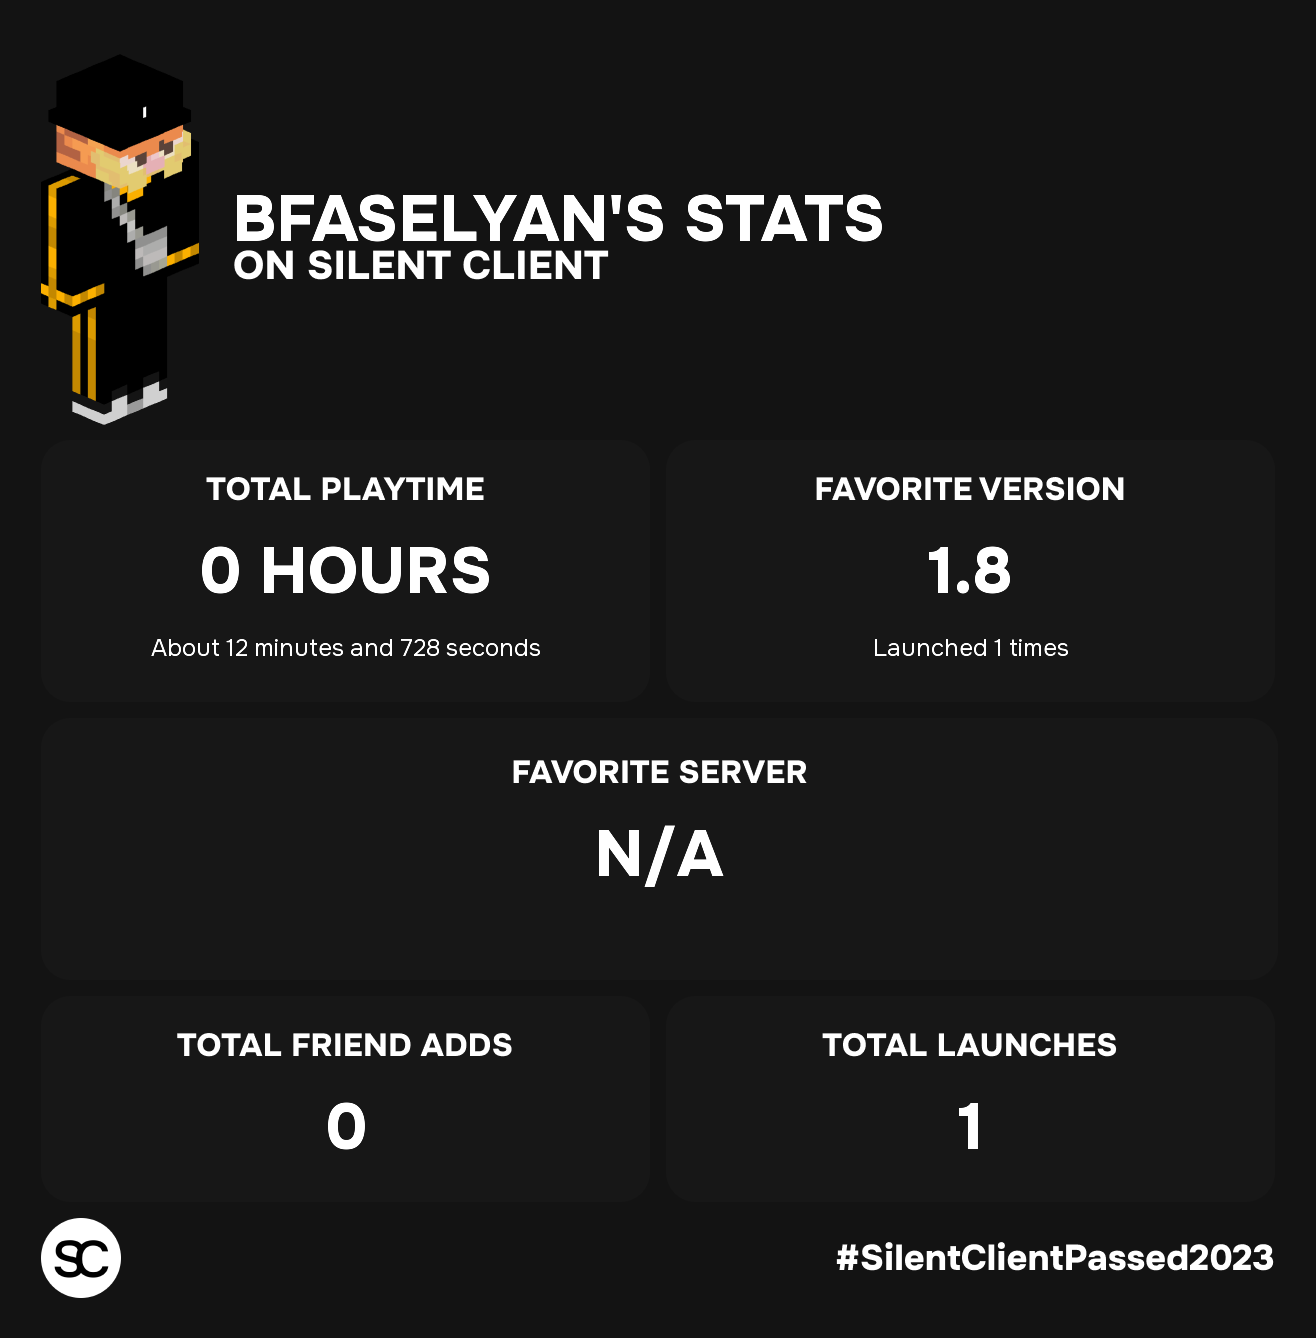 BFASELYAN'S STATS
ON SILENT CLIENT
TOTAL PLAYTIME
0 HOURS
About 12 minutes and 728 seconds
FAVORITE VERSION
1.8
Launched 1 times
FAVORITE SERVER
N/A
TOTAL FRIEND ADDS
0
TOTAL LAUNCHES
1
SC
#SilentClientPassed2023